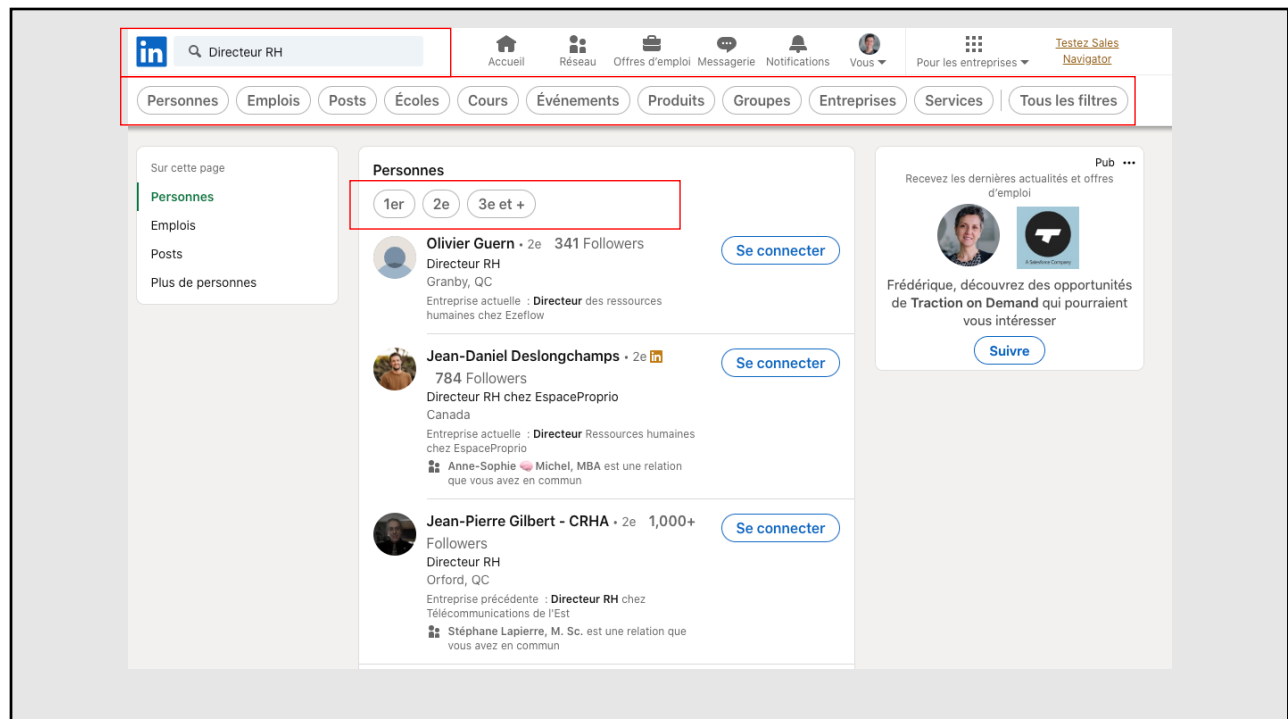 in Directeur RH
Accueil Réseau Offres d'emploi Messagerie Notifications Vous Pour les entreprises Testez Sales
Navigator
Personnes Emplois Posts Écoles Cours Événements Produits Groupes Entreprises Services Tous les filtres
Sur cette page
Personnes
Emplois
Posts
Plus de personnes
Personnes
1er 2e 3e et +
Olivier Guern • 2e 341 Followers
Se connecter
Directeur RH
Granby, QC
Entreprise actuelle : Directeur des ressources
humaines chez Ezeflow
Jean-Daniel Deslongchamps • 2e in
Se connecter
784 Followers
Directeur RH chez EspaceProprio
Canada
Entreprise actuelle : Directeur Ressources humaines
chez EspaceProprio
Anne-Sophie 🧠 Michel, MBA est une relation
que vous avez en commun
Jean-Pierre Gilbert - CRHA • 2e 1,000+
Se connecter
Followers
Directeur RH
Orford, QC
Entreprise précédente : Directeur RH chez
Télécommunications de l'Est
Stéphane Lapierre, M. Sc. est une relation que
vous avez en commun
Pub •••
Recevez les dernières actualités et offres
d'emploi
A Salesforce Company
Frédérique, découvrez des opportunités
de Traction on Demand qui pourraient
vous intéresser
Suivre